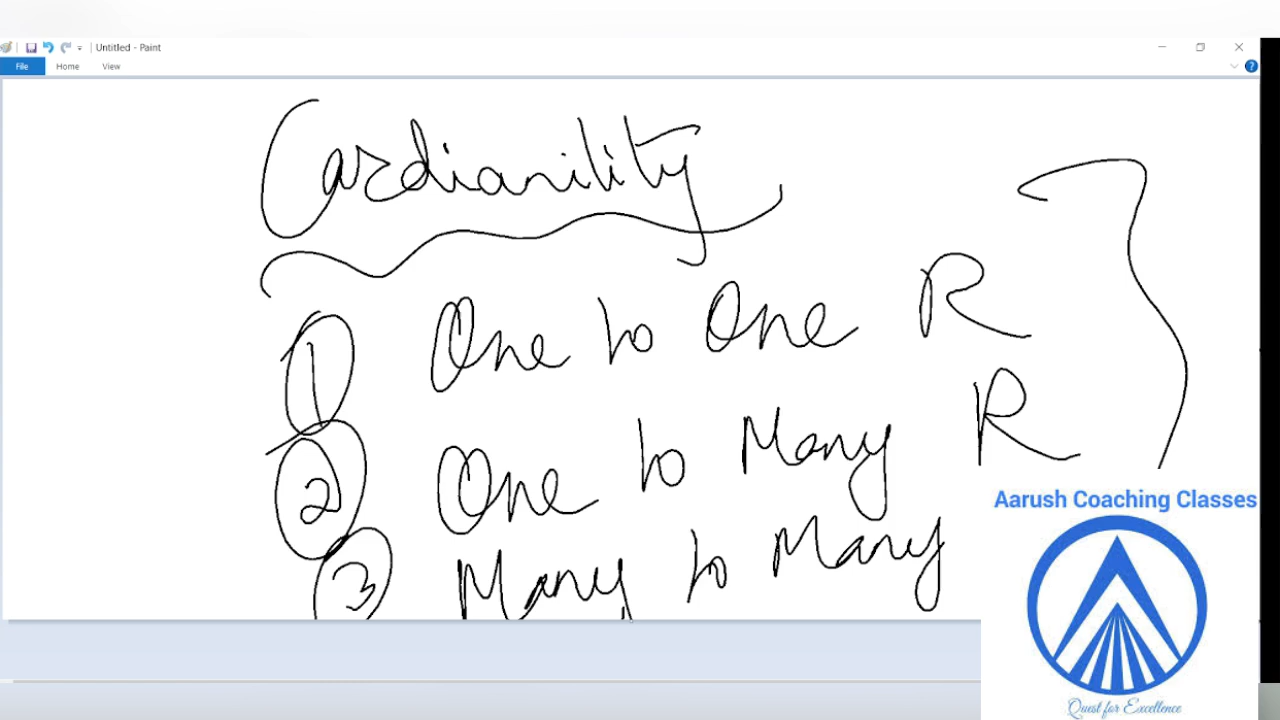 Untitled - Paint
File Home View
Cardianility
1 One to One R
2 One to Many R
3 Many to Many
Aarush Coaching Classes
Quest for Excellence